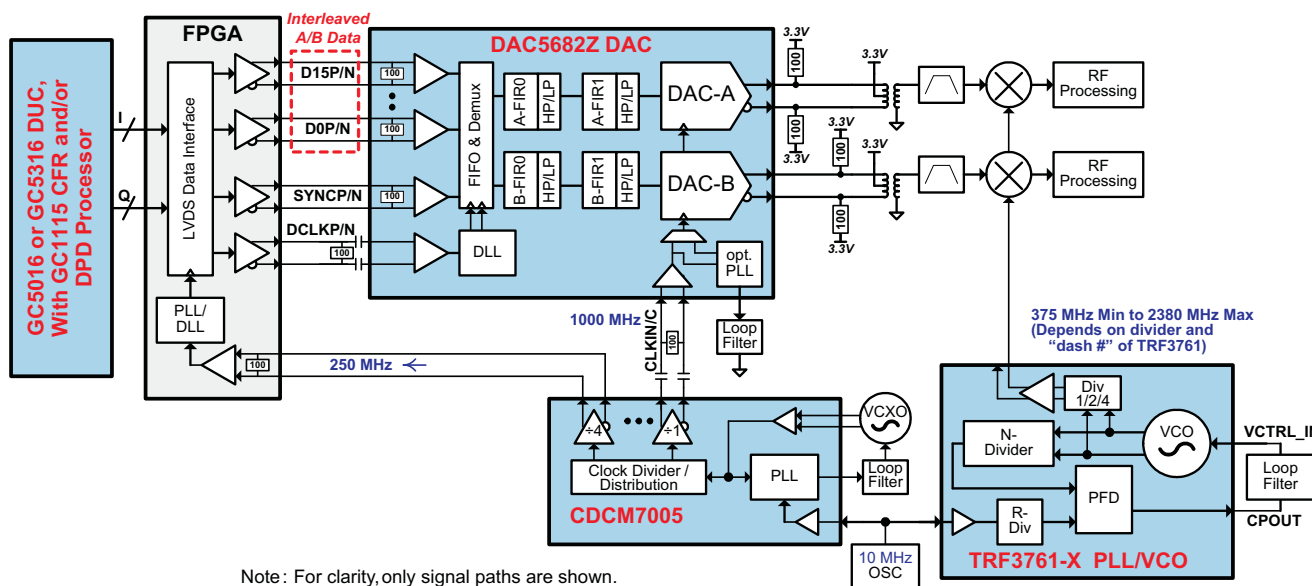 GC5016 or GC5316 DUC,
With GC1115 CFR and/or
DPD Processor
I
Q
FPGA
LVDS Data Interface
PLL/
DLL
100
Interleaved
A/B Data
D15P/N
D0P/N
SYNCP/N
DCLKP/N
100
100
100
100
DAC5682Z DAC
FIFO & Demux
DLL
A-FIR0
HP/LP
A-FIR1
HP/LP
B-FIR0
HP/LP
B-FIR1
HP/LP
DAC-A
DAC-B
opt.
PLL
Loop
Filter
3.3V
100
3.3V
100
3.3V
3.3V
100
3.3V
100
3.3V
RF
Processing
RF
Processing
1000 MHz
CLKIN/C
100
250 MHz
÷4
÷1
Clock Divider /
Distribution
PLL
VCXO
Loop
Filter
CDCM7005
10 MHz
OSC
375 MHz Min to 2380 MHz Max
(Depends on divider and
"dash #" of TRF3761)
Div
1/2/4
N-
Divider
VCO
PFD
R-
Div
VCTRL_IN
Loop
Filter
CPOUT
TRF3761-X PLL/VCO
Note: For clarity, only signal paths are shown.